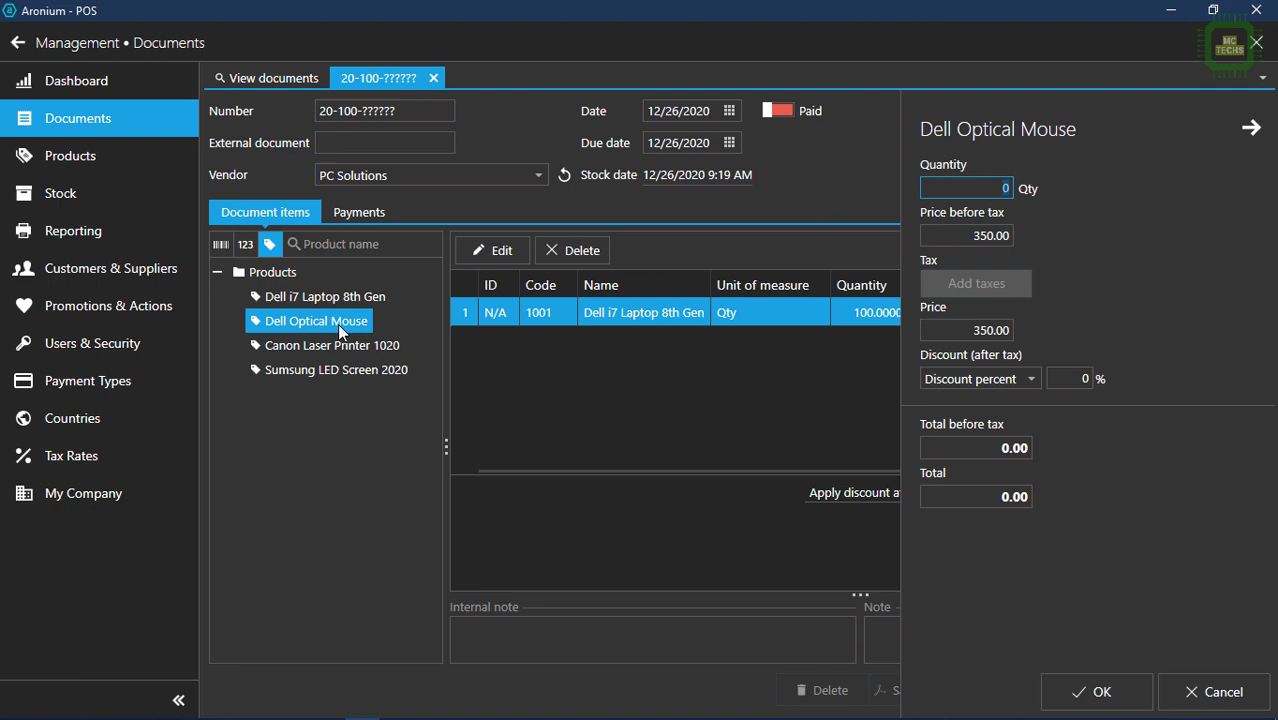 Aronium - POS
Management • Documents
MC TECHS
Dashboard
Documents
Products
Stock
Reporting
Customers & Suppliers
Promotions & Actions
Users & Security
Payment Types
Countries
Tax Rates
My Company
View documents 20-100-??????
Number 20-100-?????? Date 12/26/2020 Paid
External document Due date 12/26/2020
Vendor PC Solutions Stock date 12/26/2020 9:19 AM
Document items Payments
123 Product name
Products
Dell i7 Laptop 8th Gen
Dell Optical Mouse
Canon Laser Printer 1020
Sumsung LED Screen 2020
Edit Delete
ID Code Name Unit of measure Quantity
1 N/A 1001 Dell i7 Laptop 8th Gen Qty 100.0000
Apply discount a
Internal note Note
Delete
Dell Optical Mouse
Quantity
0 Qty
Price before tax
350.00
Tax
Add taxes
Price
350.00
Discount (after tax)
Discount percent 0 %
Total before tax
0.00
Total
0.00
OK Cancel